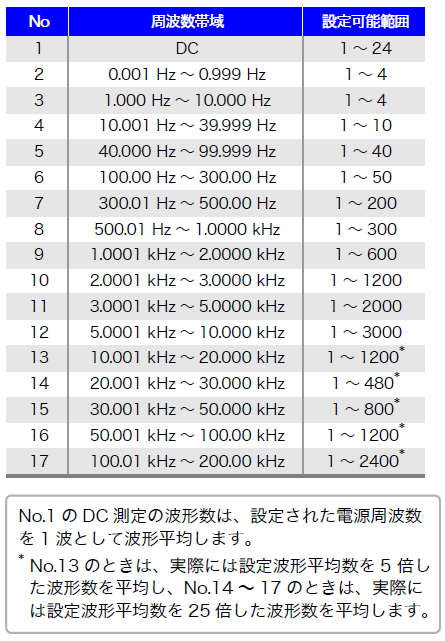 No 周波数帯域 設定可能範囲
1 DC 1 ～ 24
2 0.001 Hz ～ 0.999 Hz 1 ～ 4
3 1.000 Hz ～ 10.000 Hz 1 ～ 4
4 10.001 Hz ～ 39.999 Hz 1 ～ 10
5 40.000 Hz ～ 99.999 Hz 1 ～ 40
6 100.00 Hz ～ 300.00 Hz 1 ～ 50
7 300.01 Hz ～ 500.00 Hz 1 ～ 200
8 500.01 Hz ～ 1.0000 kHz 1 ～ 300
9 1.0001 kHz ～ 2.0000 kHz 1 ～ 600
10 2.0001 kHz ～ 3.0000 kHz 1 ～ 1200
11 3.0001 kHz ～ 5.0000 kHz 1 ～ 2000
12 5.0001 kHz ～ 10.000 kHz 1 ～ 3000
13 10.001 kHz ～ 20.000 kHz 1 ～ 1200*
14 20.001 kHz ～ 30.000 kHz 1 ～ 480*
15 30.001 kHz ～ 50.000 kHz 1 ～ 800*
16 50.001 kHz ～ 100.00 kHz 1 ～ 1200*
17 100.01 kHz ～ 200.00 kHz 1 ～ 2400*
No.1 の DC 測定の波形数は、設定された電源周波数
を 1 波として波形平均します。
* No.13 のときは、実際には設定波形平均数を 5 倍し
た波形数を平均し、No.14 ～ 17 のときは、実際に
は設定波形平均数を 25 倍した波形数を平均します。